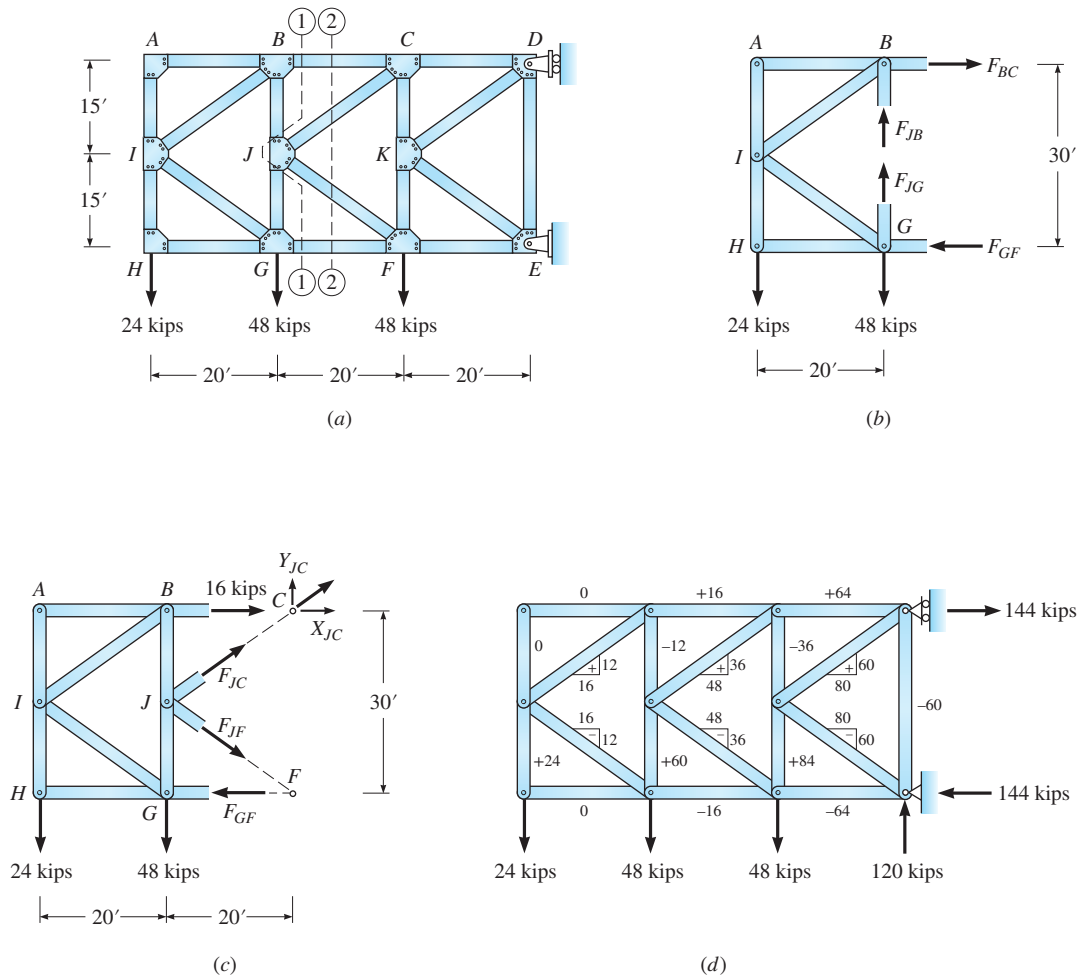 1 2
A B C D
15′
I J K
15′
H G F E
1 2
24 kips 48 kips 48 kips
20′ 20′ 20′
(a)
A B
F_BC
F_JB
I
F_JG
30′
G
H
F_GF
24 kips 48 kips
20′
(b)
Y_JC
A B 16 kips C
X_JC
F_JC
I J 30′
F_JF
F
H
G F_GF
24 kips 48 kips
20′ 20′
(c)
0 +16 +64
144 kips
0 −12 −36
+ 12 + 36 + 60
16 48 80
−60
16 48 80
− 12 − 36 − 60
+24 +60 +84
144 kips
0 −16 −64
24 kips 48 kips 48 kips 120 kips
(d)